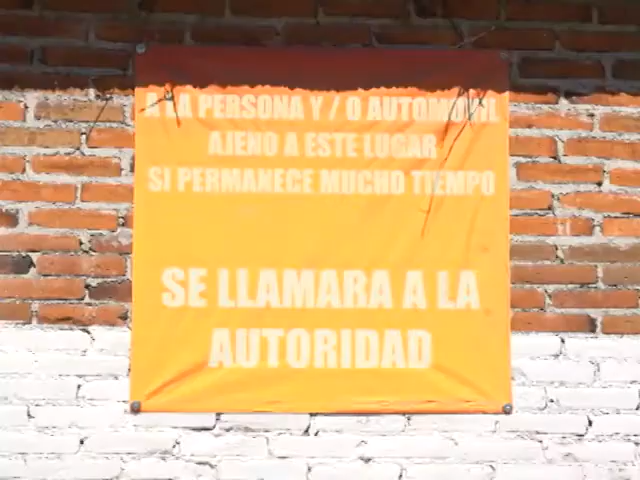 A LA PERSONA Y / O AUTOMOVIL
AJENO A ESTE LUGAR
SI PERMANECE MUCHO TIEMPO
SE LLAMARA A LA
AUTORIDAD